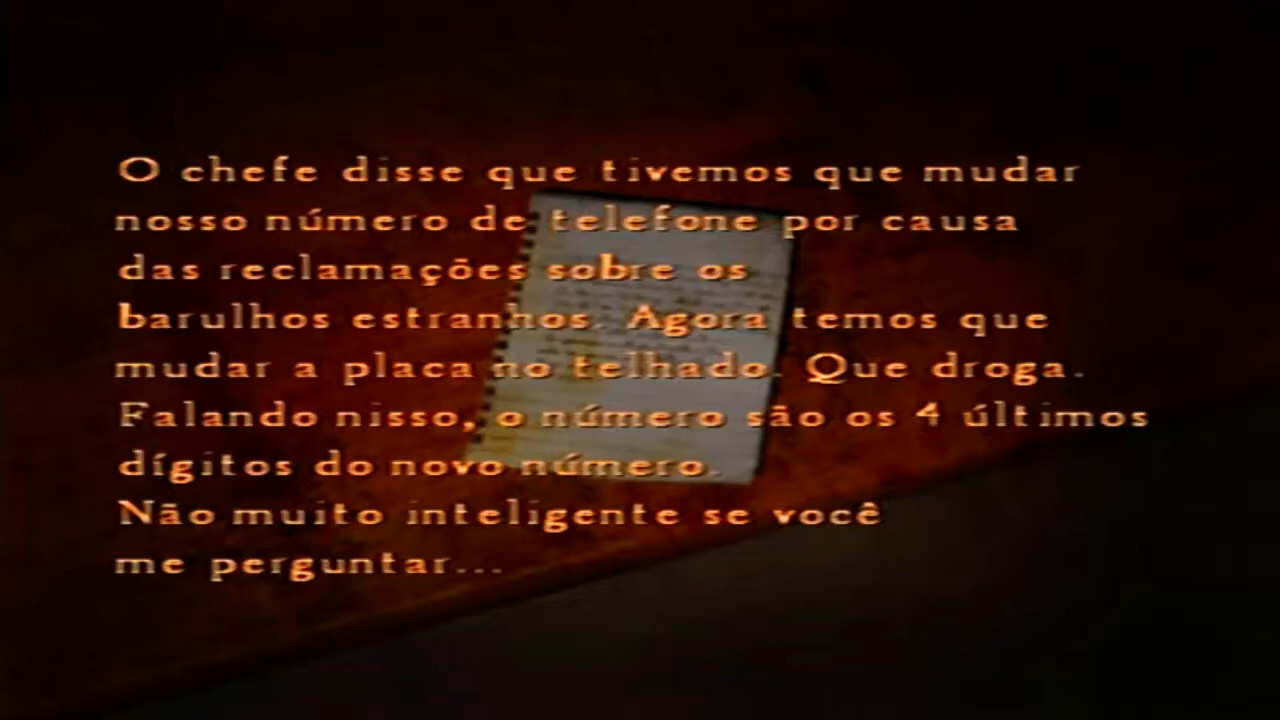 O chefe disse que tivemos que mudar
nosso número de telefone por causa
das reclamações sobre os
barulhos estranhos. Agora temos que
mudar a placa no telhado. Que droga.
Falando nisso, o número são os 4 últimos
dígitos do novo número.
Não muito inteligente se você
me perguntar...